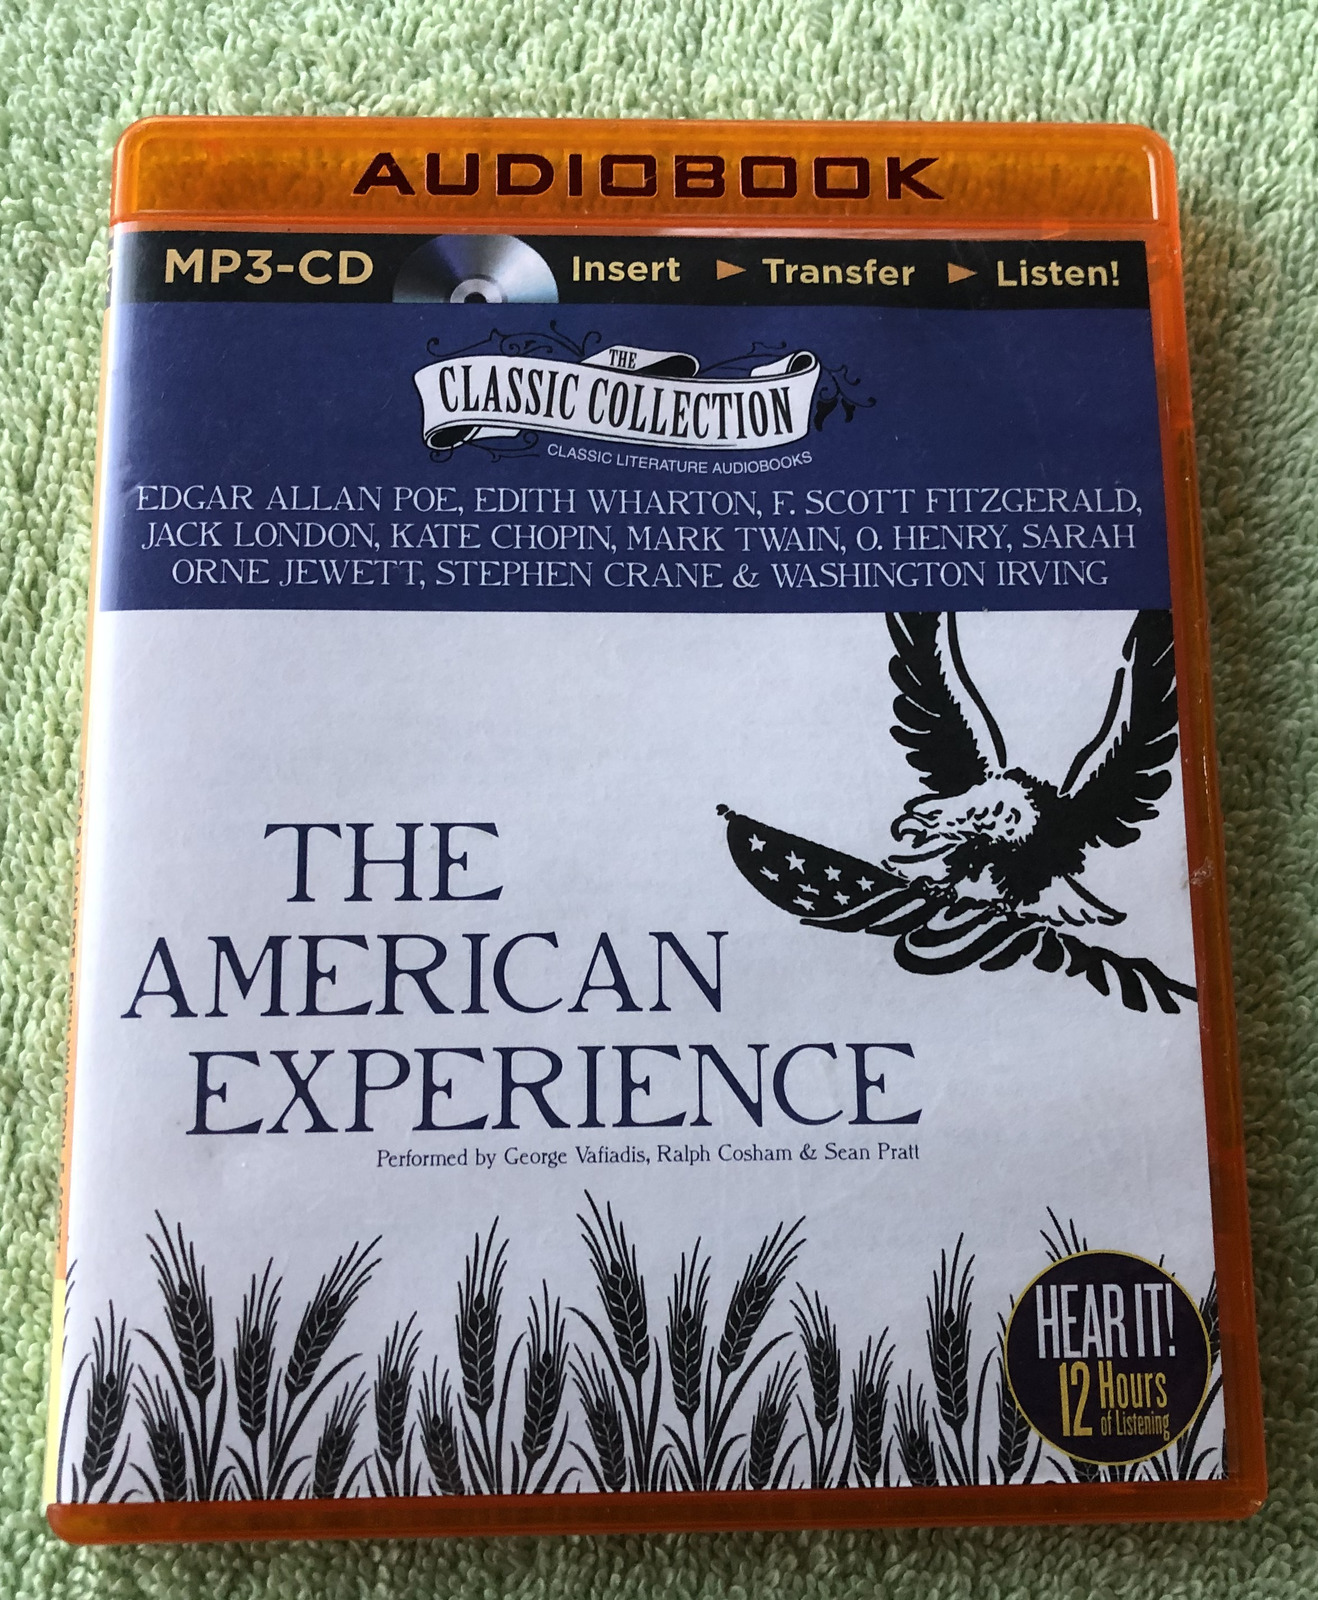 AUDIOBOOK
MP3-CD Insert Transfer Listen!
THE
CLASSIC COLLECTION
CLASSIC LITERATURE AUDIOBOOKS
EDGAR ALLAN POE, EDITH WHARTON, F. SCOTT FITZGERALD,
JACK LONDON, KATE CHOPIN, MARK TWAIN, O. HENRY, SARAH
ORNE JEWETT, STEPHEN CRANE & WASHINGTON IRVING
THE
AMERICAN
EXPERIENCE
Performed by George Vafiadis, Ralph Cosham & Sean Pratt
HEAR IT!
12 Hours
of Listening